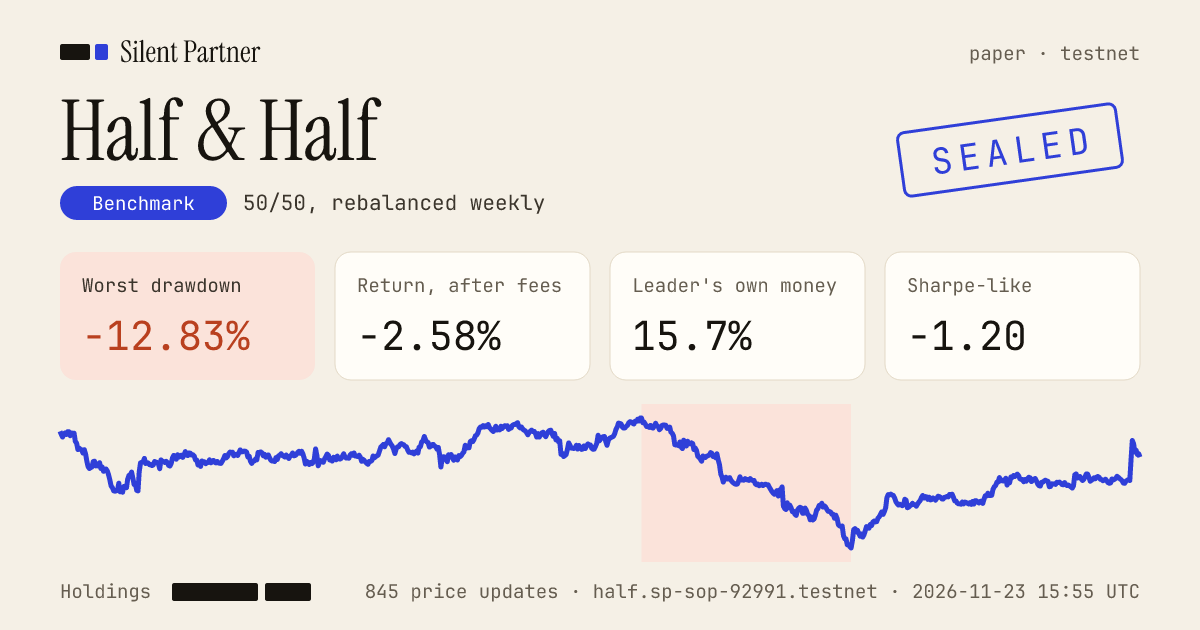 Silent Partner
paper · testnet
Half & Half
SEALED
Benchmark
50/50, rebalanced weekly
Worst drawdown
-12.83%
Return, after fees
-2.58%
Leader's own money
15.7%
Sharpe-like
-1.20
Holdings
845 price updates · half.sp-sop-92991.testnet · 2026-11-23 15:55 UTC